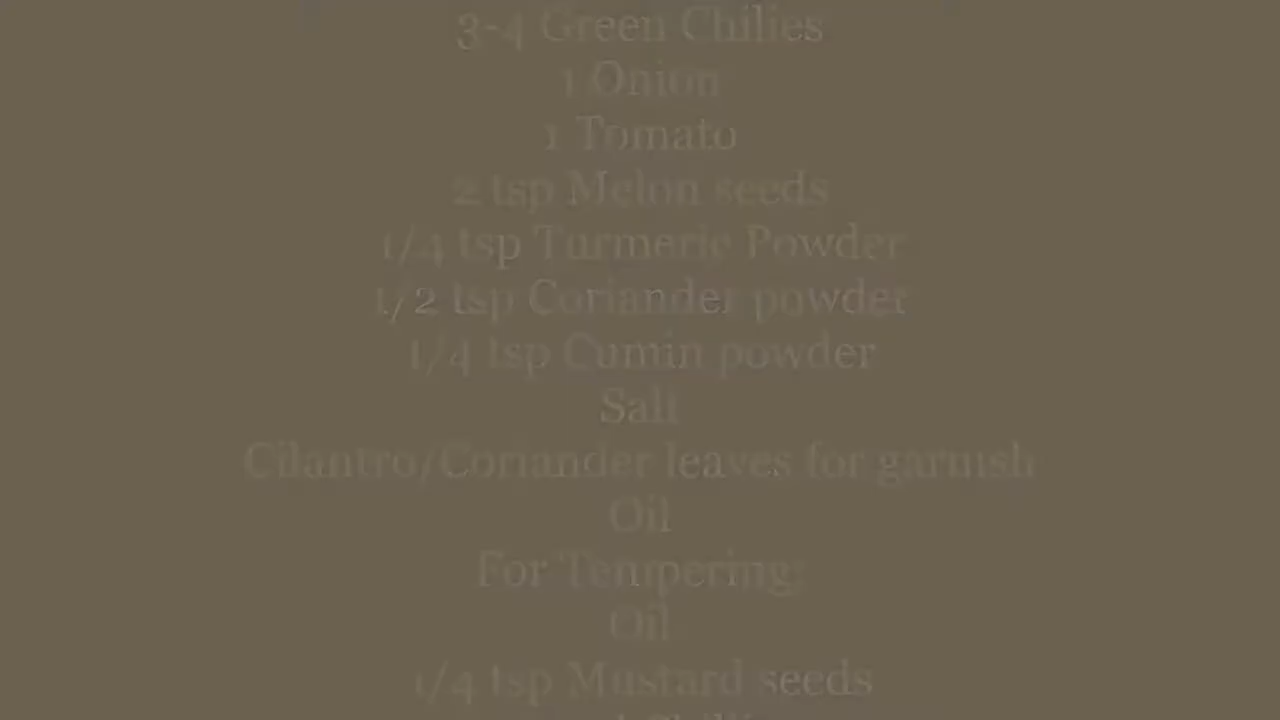 3-4 Green Chilies
1 Onion
1 Tomato
2 tsp Melon seeds
1/4 tsp Turmeric Powder
1/2 tsp Coriander powder
1/4 tsp Cumin powder
Salt
Cilantro/Coriander leaves for garnish
Oil
For Tempering:
Oil
1/4 tsp Mustard seeds